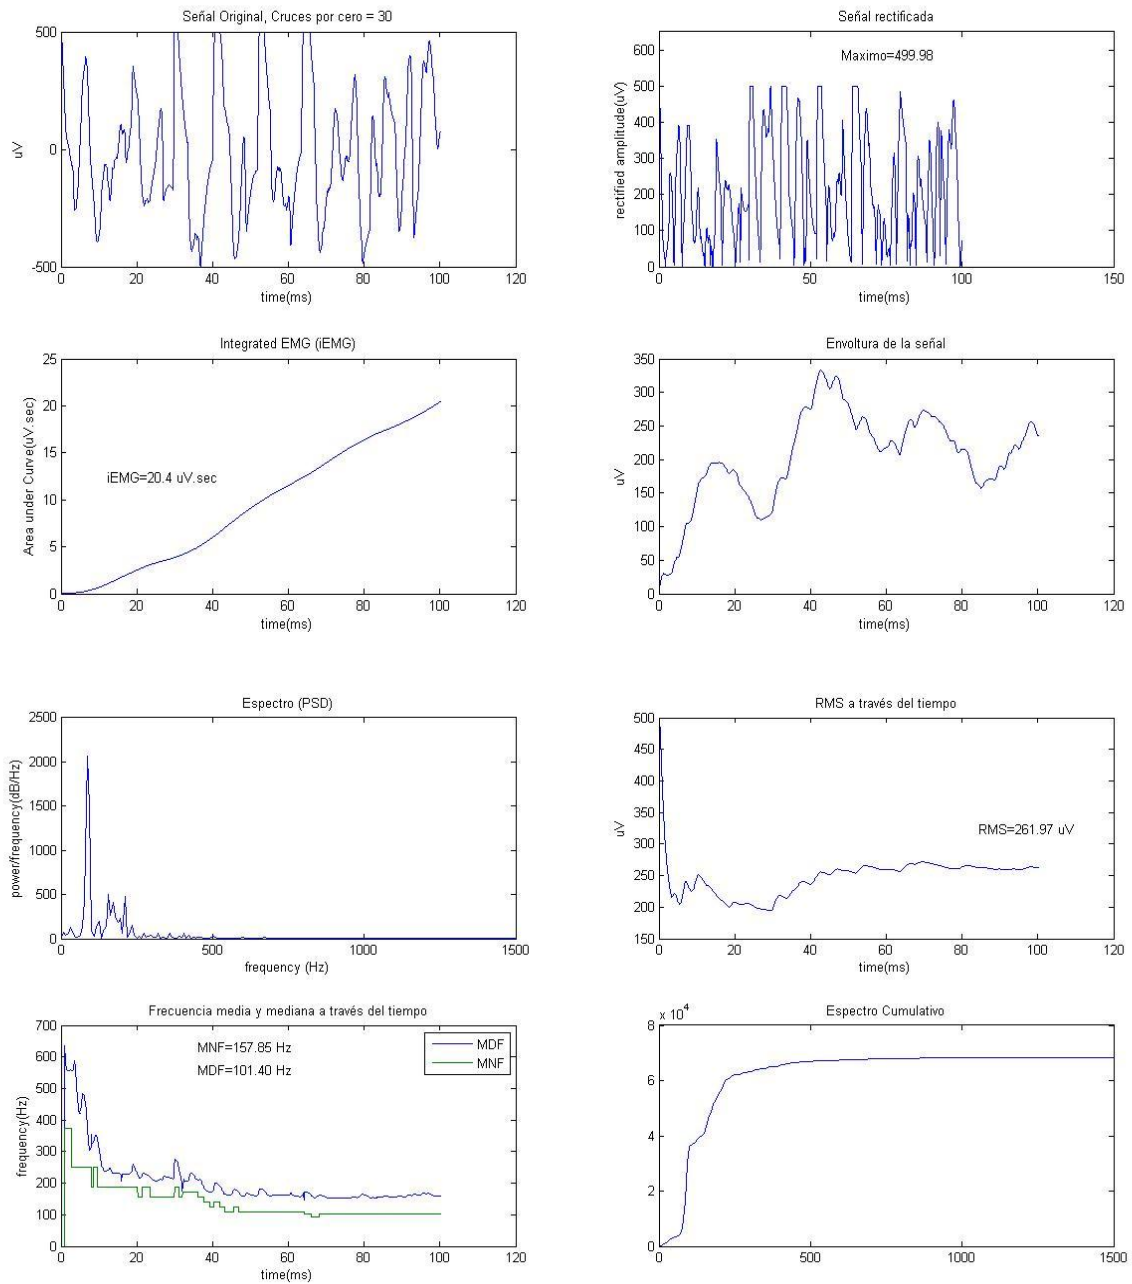 Señal Original, Cruces por cero = 30
500
0
-500
uV
0 20 40 60 80 100 120
time(ms)
Señal rectificada
Maximo=499.98
600
500
400
300
200
100
0
rectified amplitude(uV)
0 50 100 150
time(ms)
Integrated EMG (iEMG)
25
20
15
10
5
0
Area under Curve(uV.sec)
iEMG=20.4 uV.sec
0 20 40 60 80 100 120
time(ms)
Envoltura de la señal
350
300
250
200
150
100
50
0
uV
0 20 40 60 80 100 120
time(ms)
Espectro (PSD)
2500
2000
1500
1000
500
0
power/frequency(dB/Hz)
0 500 1000 1500
frequency (Hz)
RMS a través del tiempo
500
450
400
350
300
250
200
150
uV
RMS=261.97 uV
0 20 40 60 80 100 120
time(ms)
Frecuencia media y mediana a través del tiempo
700
600
500
400
300
200
100
0
frequency(Hz)
MNF=157.85 Hz
MDF=101.40 Hz
MDF
MNF
0 20 40 60 80 100 120
time(ms)
Espectro Cumulativo
x 10^4
8
6
4
2
0
0 500 1000 1500